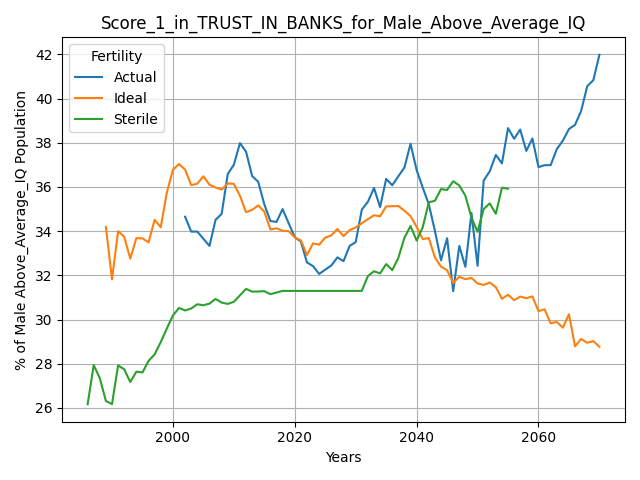 Score_1_in_TRUST_IN_BANKS_for_Male_Above_Average_IQ
Fertility
Actual
Ideal
Sterile
% of Male Above_Average_IQ Population
42
40
38
36
34
32
30
28
26
2000
2020
2040
2060
Years